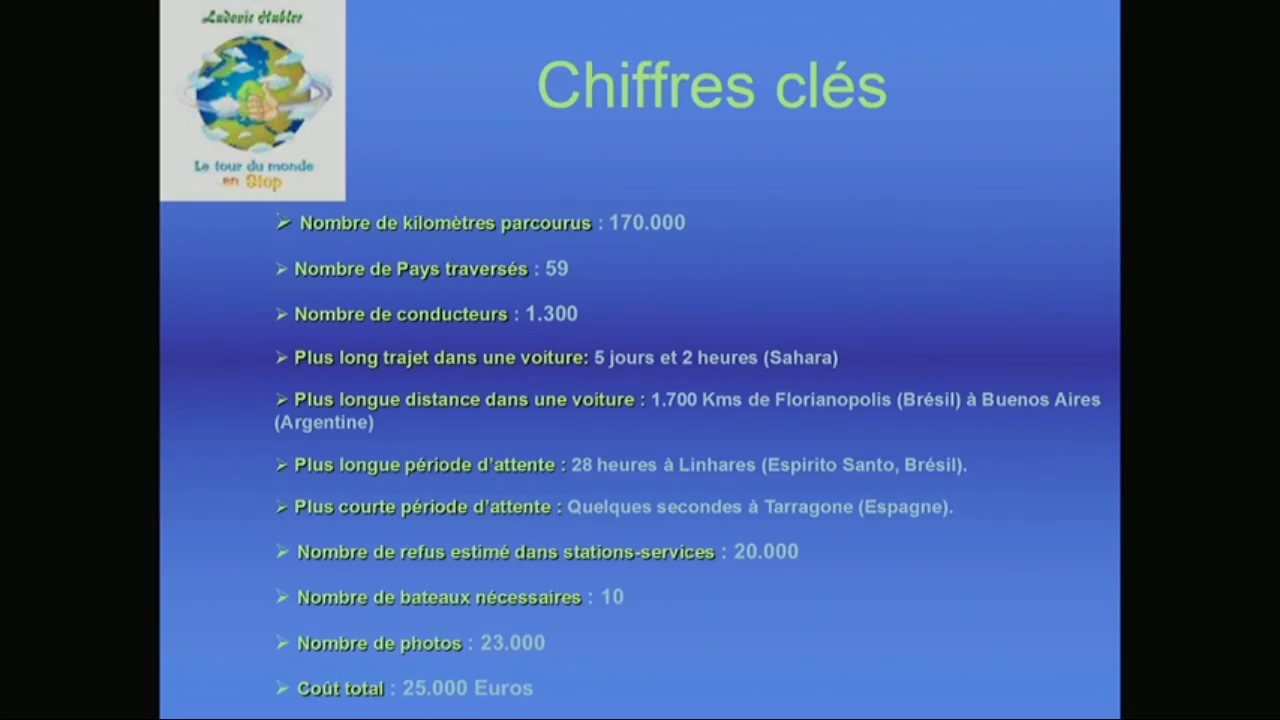 Ludovic Hubler
Le tour du monde
en Stop
Chiffres clés
➢ Nombre de kilomètres parcourus : 170.000
➢ Nombre de Pays traversés : 59
➢ Nombre de conducteurs : 1.300
➢ Plus long trajet dans une voiture: 5 jours et 2 heures (Sahara)
➢ Plus longue distance dans une voiture : 1.700 Kms de Florianopolis (Brésil) à Buenos Aires
(Argentine)
➢ Plus longue période d'attente : 28 heures à Linhares (Espirito Santo, Brésil).
➢ Plus courte période d'attente : Quelques secondes à Tarragone (Espagne).
➢ Nombre de refus estimé dans stations-services : 20.000
➢ Nombre de bateaux nécessaires : 10
➢ Nombre de photos : 23.000
➢ Coût total : 25.000 Euros